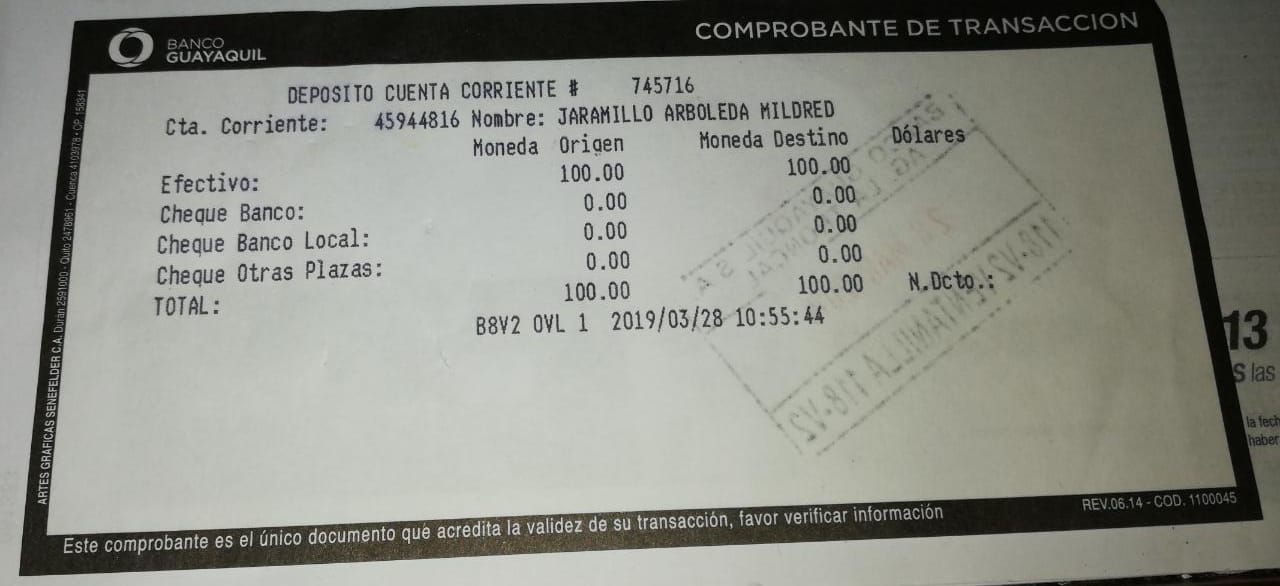 BANCO
GUAYAQUIL
COMPROBANTE DE TRANSACCION
DEPOSITO CUENTA CORRIENTE # 745716
Cta. Corriente: 45944816 Nombre: JARAMILLO ARBOLEDA MILDRED
Moneda Origen Moneda Destino Dólares
Efectivo: 100.00 100.00
Cheque Banco: 0.00 0.00
Cheque Banco Local: 0.00 0.00
Cheque Otras Plazas: 0.00 0.00
TOTAL: 100.00 100.00 N.Dcto.:
B8V2 OVL 1 2019/03/28 10:55:44
118-V2 VENTANILLA 118-V2
Este comprobante es el único documento que acredita la validez de su transacción, favor verificar información
REV.06.14 - COD. 1100045
ARTES GRAFICAS SENEFELDER C.A. Durán 2591000 - Quito 2478961 - Cuenca 4103978 - OP 158341
13
S las
la fech
haber